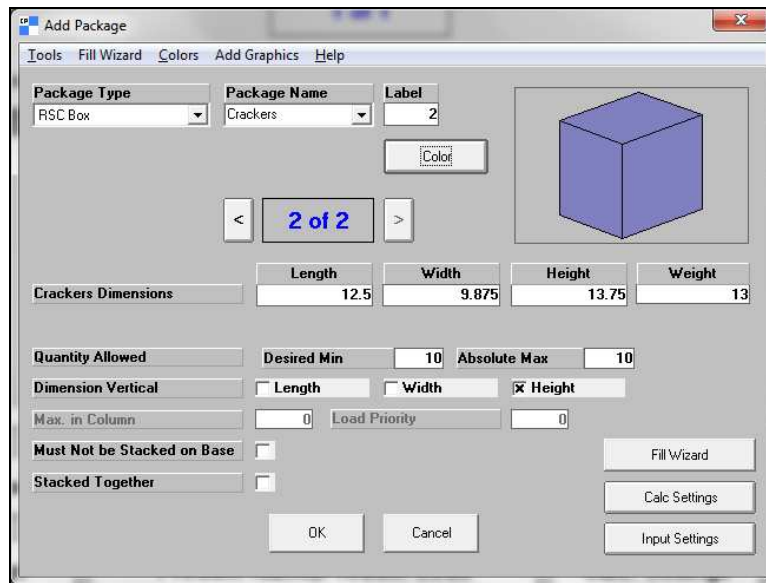 CP Add Package
Tools Fill Wizard Colors Add Graphics Help
Package Type Package Name Label
RSC Box Crackers 2
Color
< 2 of 2 >
Length Width Height Weight
Crackers Dimensions 12.5 9.875 13.75 13
Quantity Allowed Desired Min 10 Absolute Max 10
Dimension Vertical Length Width Height
Max. in Column 0 Load Priority 0
Must Not be Stacked on Base
Stacked Together
Fill Wizard
Calc Settings
OK Cancel Input Settings